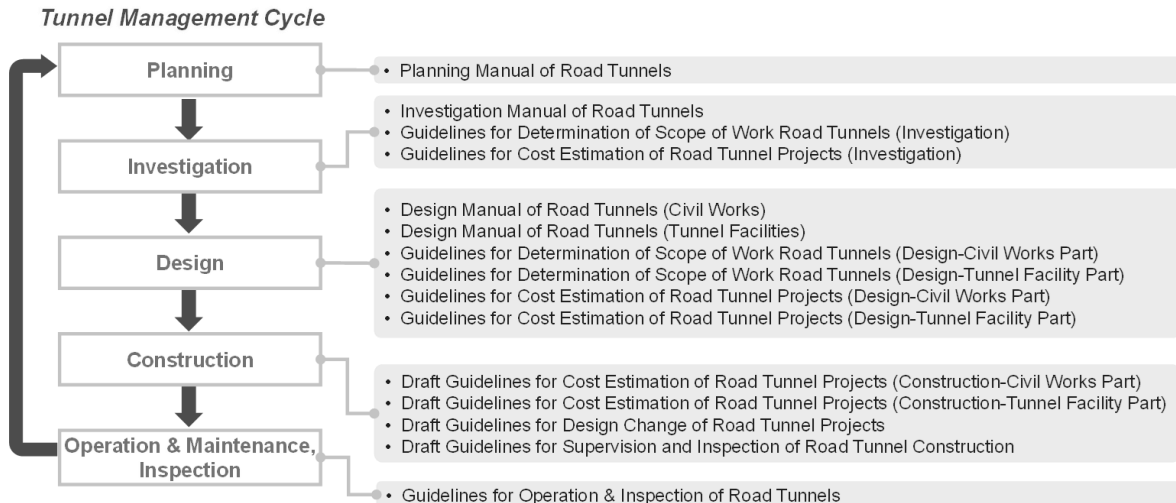 Tunnel Management Cycle
Planning
• Planning Manual of Road Tunnels
Investigation
• Investigation Manual of Road Tunnels
• Guidelines for Determination of Scope of Work Road Tunnels (Investigation)
• Guidelines for Cost Estimation of Road Tunnel Projects (Investigation)
Design
• Design Manual of Road Tunnels (Civil Works)
• Design Manual of Road Tunnels (Tunnel Facilities)
• Guidelines for Determination of Scope of Work Road Tunnels (Design-Civil Works Part)
• Guidelines for Determination of Scope of Work Road Tunnels (Design-Tunnel Facility Part)
• Guidelines for Cost Estimation of Road Tunnel Projects (Design-Civil Works Part)
• Guidelines for Cost Estimation of Road Tunnel Projects (Design-Tunnel Facility Part)
Construction
• Draft Guidelines for Cost Estimation of Road Tunnel Projects (Construction-Civil Works Part)
• Draft Guidelines for Cost Estimation of Road Tunnel Projects (Construction-Tunnel Facility Part)
• Draft Guidelines for Design Change of Road Tunnel Projects
• Draft Guidelines for Supervision and Inspection of Road Tunnel Construction
Operation & Maintenance,
Inspection
• Guidelines for Operation & Inspection of Road Tunnels